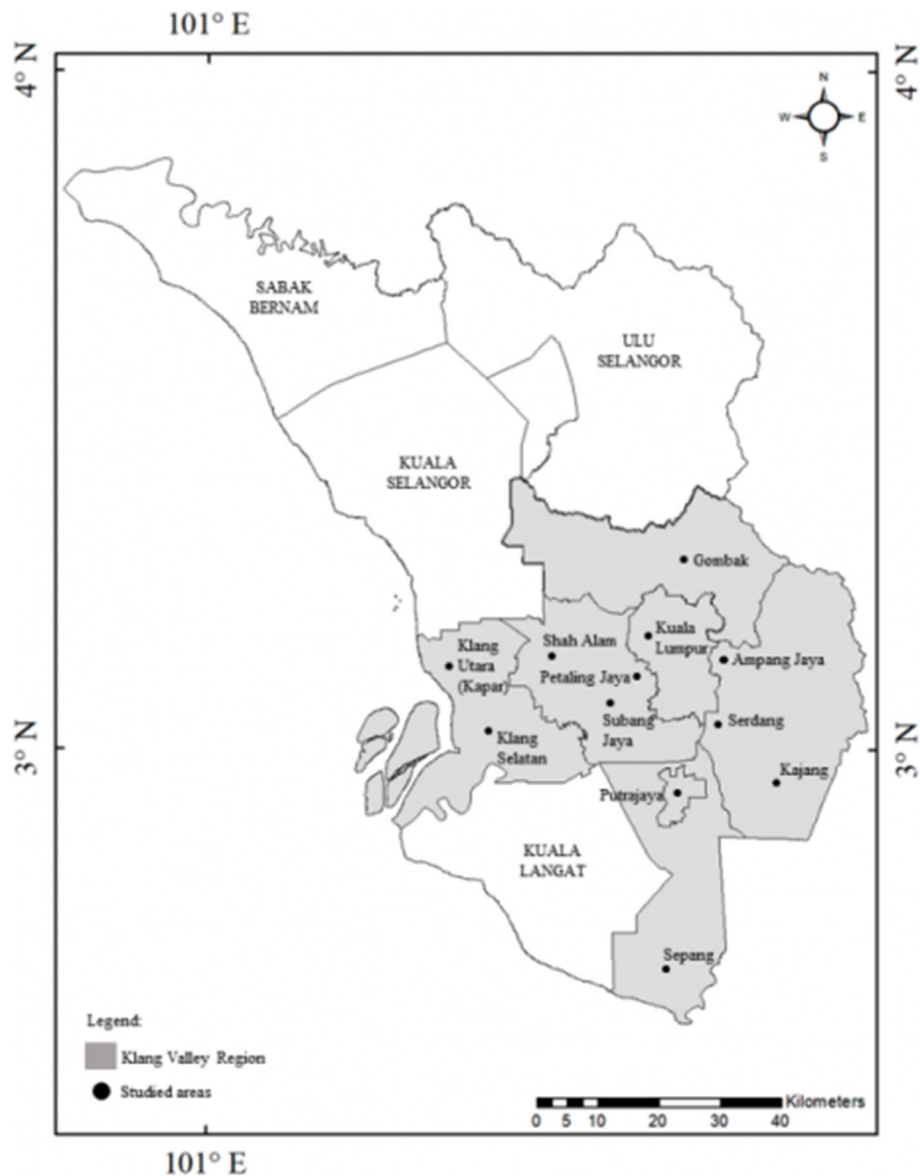 101° E
4° N
4° N
N
W
E
S
SABAK
BERNAM
ULU
SELANGOR
KUALA
SELANGOR
Gombak
Klang
Utara
(Kapar)
Shah Alam
Kuala
Lumpur
Ampang Jaya
Petaling Jaya
Subang
Jaya
Serdang
Klang
Selatan
3° N
3° N
Kajang
Putrajaya
KUALA
LANGAT
Sepang
Legend:
Klang Valley Region
Studied areas
Kilometers
0 5 10 20 30 40
101° E